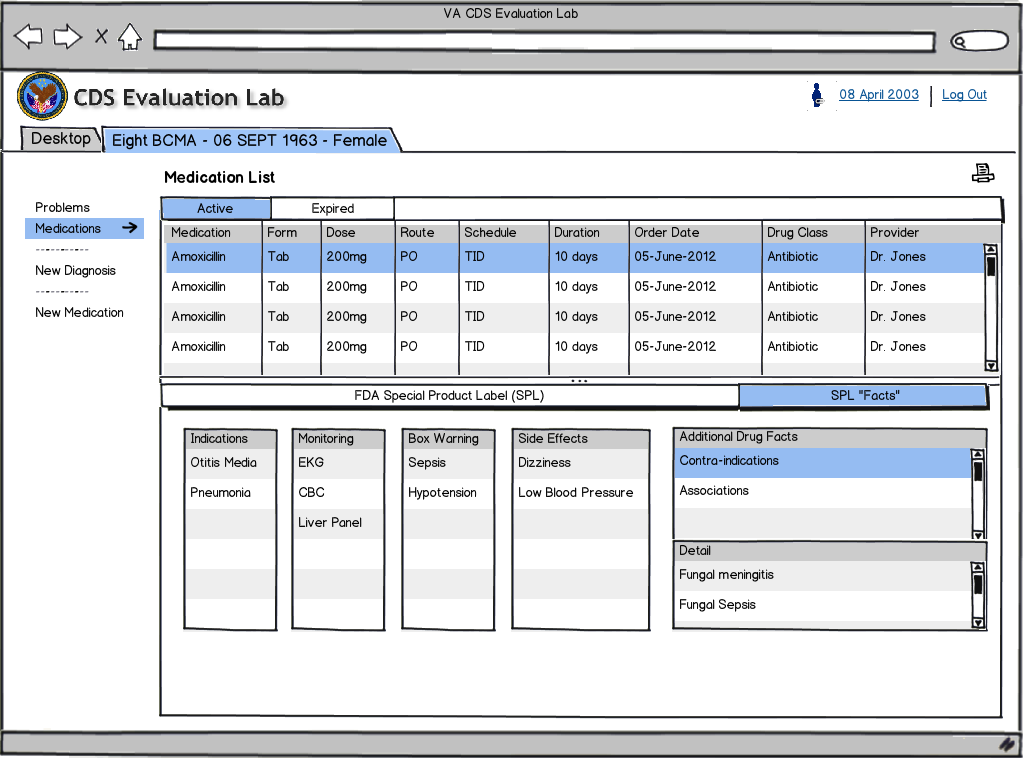 VA CDS Evaluation Lab
X
CDS Evaluation Lab
08 April 2003 | Log Out
Desktop
Eight BCMA - 06 SEPT 1963 - Female
Medication List
Problems
Medications
----------
New Diagnosis
----------
New Medication
Active Expired
Medication Form Dose Route Schedule Duration Order Date Drug Class Provider
Amoxicillin Tab 200mg PO TID 10 days 05-June-2012 Antibiotic Dr. Jones
Amoxicillin Tab 200mg PO TID 10 days 05-June-2012 Antibiotic Dr. Jones
Amoxicillin Tab 200mg PO TID 10 days 05-June-2012 Antibiotic Dr. Jones
Amoxicillin Tab 200mg PO TID 10 days 05-June-2012 Antibiotic Dr. Jones
FDA Special Product Label (SPL) SPL "Facts"
Indications
Otitis Media
Pneumonia
Monitoring
EKG
CBC
Liver Panel
Box Warning
Sepsis
Hypotension
Side Effects
Dizziness
Low Blood Pressure
Additional Drug Facts
Contra-indications
Associations
Detail
Fungal meningitis
Fungal Sepsis